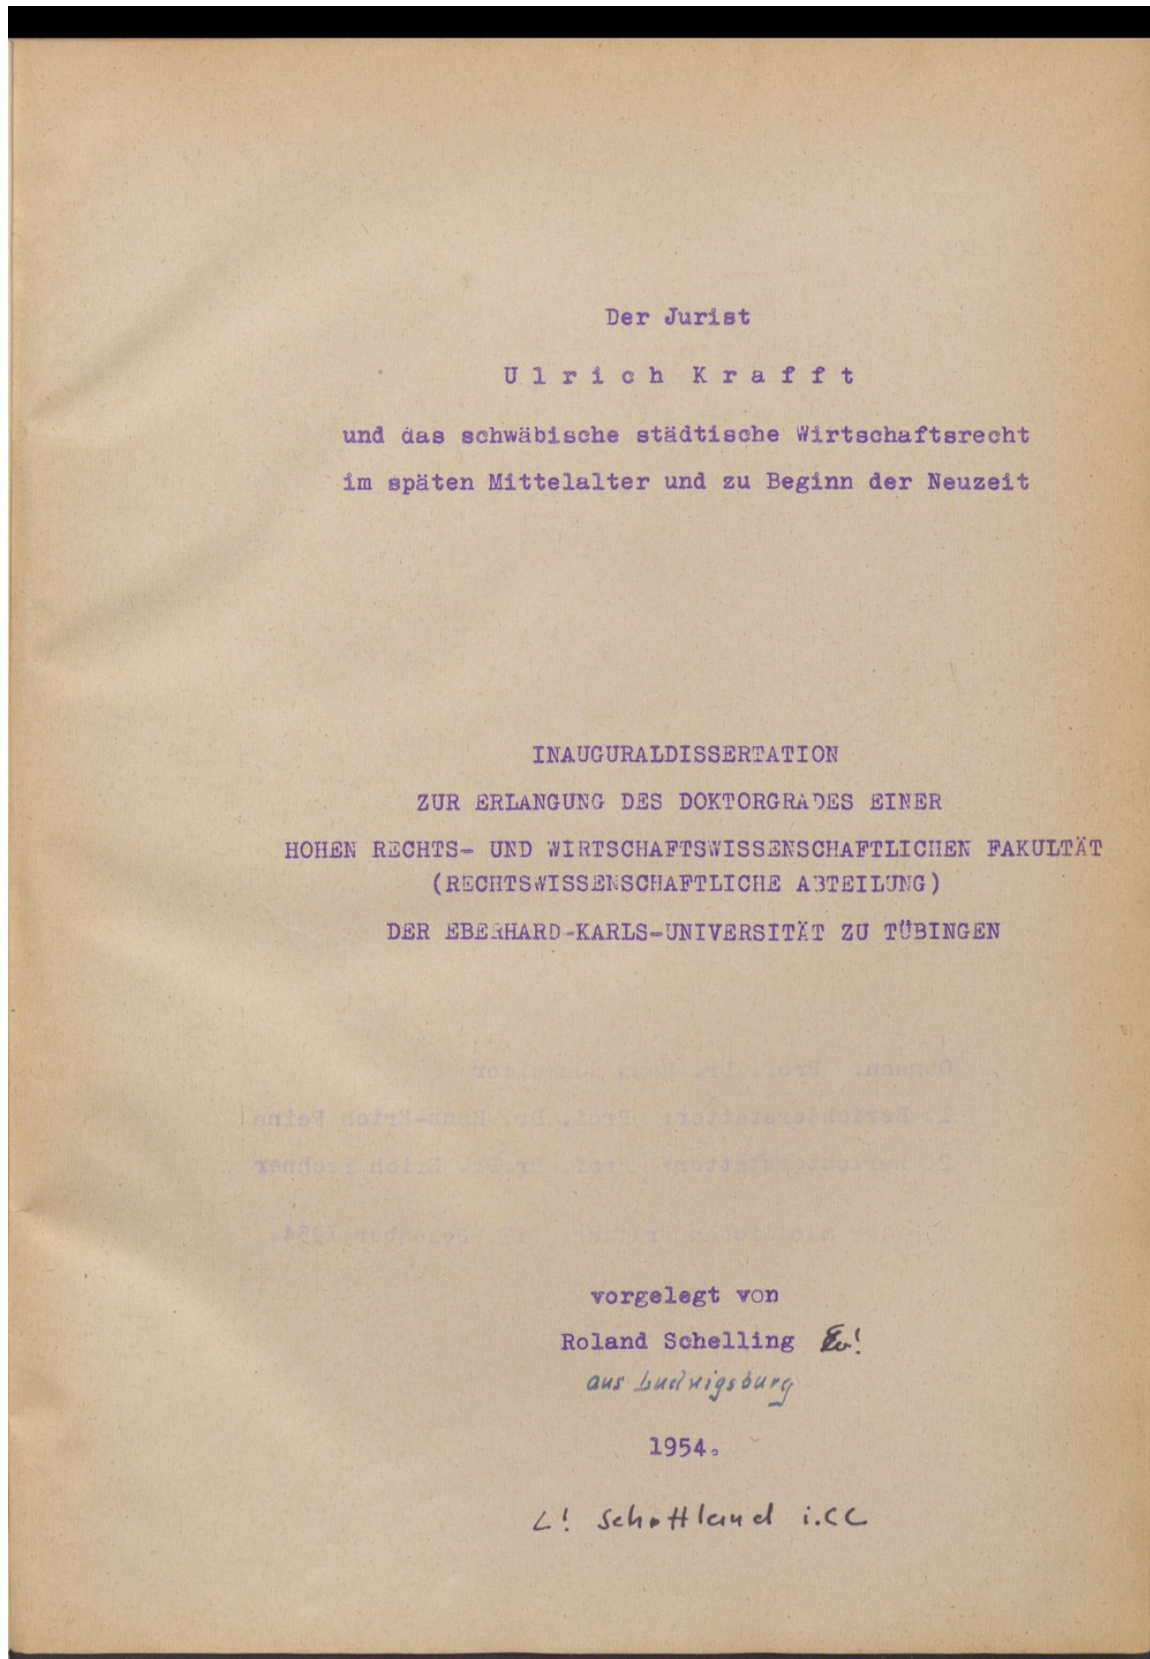 Der Jurist
Ulrich Krafft
und das schwäbische städtische Wirtschaftsrecht
im späten Mittelalter und zu Beginn der Neuzeit
INAUGURALDISSERTATION
ZUR ERLANGUNG DES DOKTORGRADES EINER
HOHEN RECHTS- UND WIRTSCHAFTSWISSENSCHAFTLICHEN FAKULTÄT
(RECHTSWISSENSCHAFTLICHE ABTEILUNG)
DER EBERHARD-KARLS-UNIVERSITÄT ZU TÜBINGEN
vorgelegt von
Roland Schelling
aus Ludwigsburg
1954.
L! Schottland i.CC